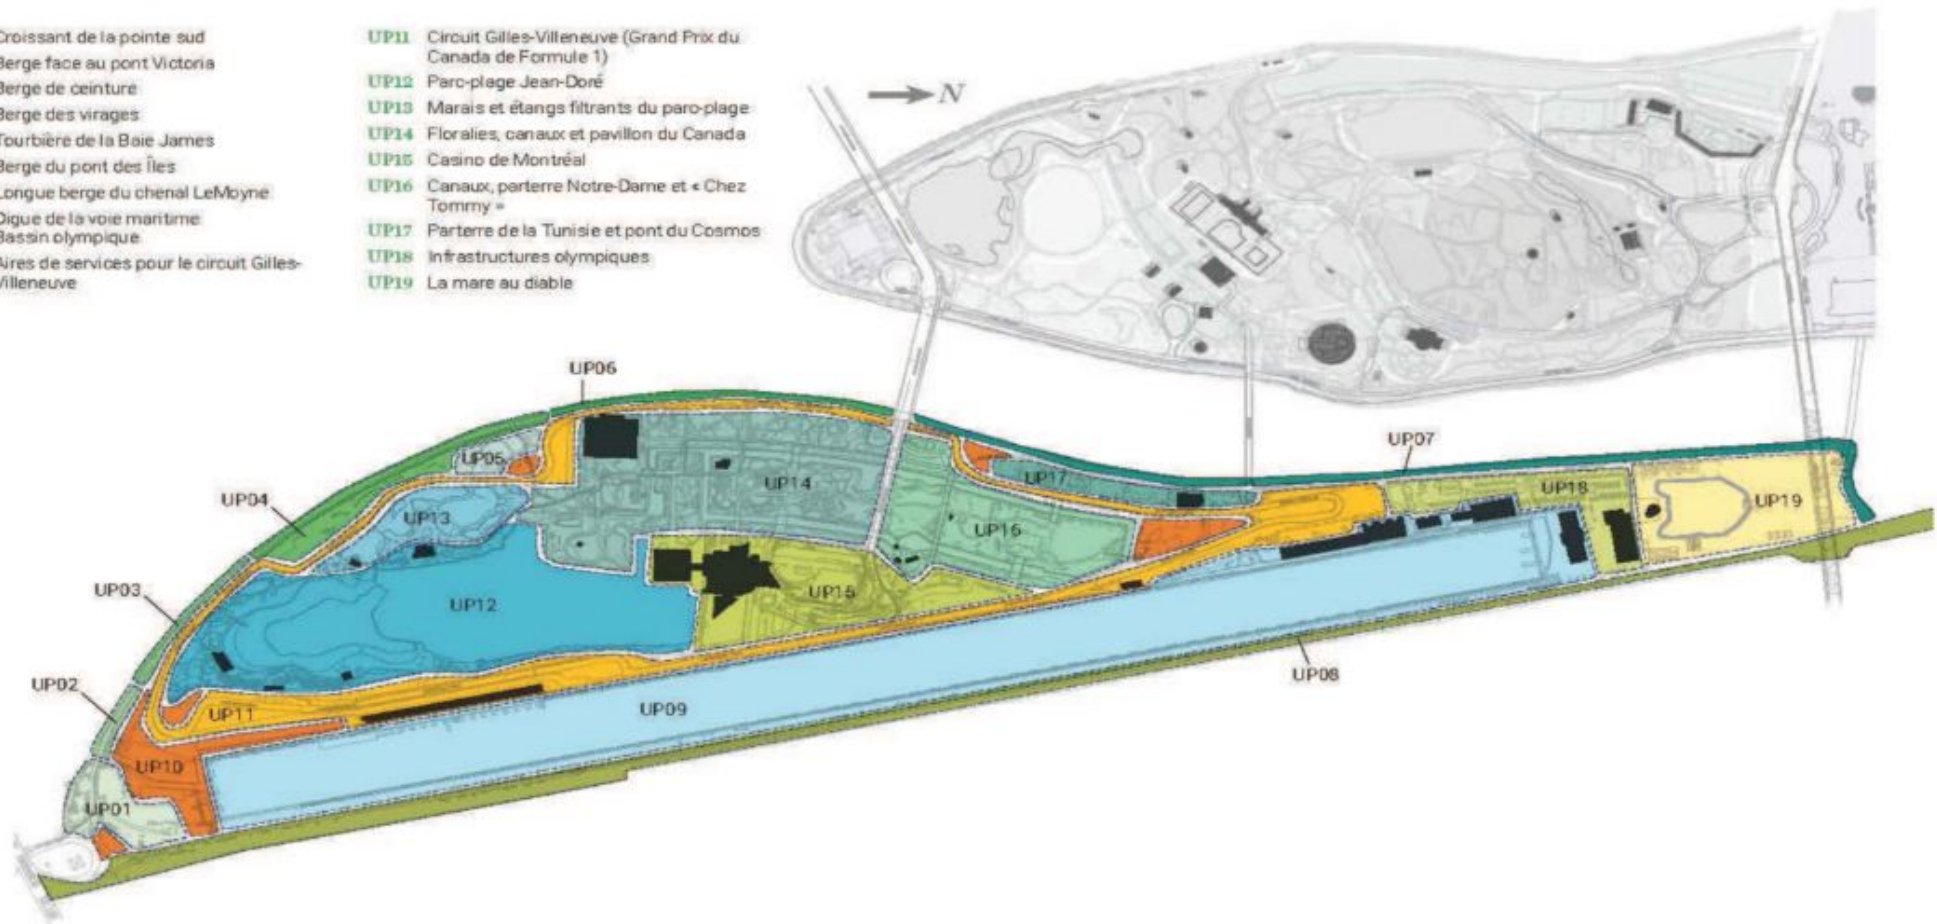 Croissant de la pointe sud
Berge face au pont Victoria
Berge de ceinture
Berge des virages
Tourbière de la Baie James
Berge du pont des Îles
Longue berge du chenal LeMoyne
Digue de la voie maritime
Bassin olympique
Aires de services pour le circuit Gilles-
Villeneuve
UP11 Circuit Gilles-Villeneuve (Grand Prix du
Canada de Formule 1)
UP12 Parc-plage Jean-Doré
UP13 Marais et étangs filtrants du parc-plage
UP14 Floralies, canaux et pavillon du Canada
UP15 Casino de Montréal
UP16 Canaux, parterre Notre-Dame et « Chez
Tommy »
UP17 Parterre de la Tunisie et pont du Cosmos
UP18 Infrastructures olympiques
UP19 La mare au diable
N
UP06
UP07
UP05
UP17
UP14
UP18
UP04
UP19
UP13
UP16
UP03
UP12
UP15
UP08
UP02
UP11
UP09
UP10
UP01